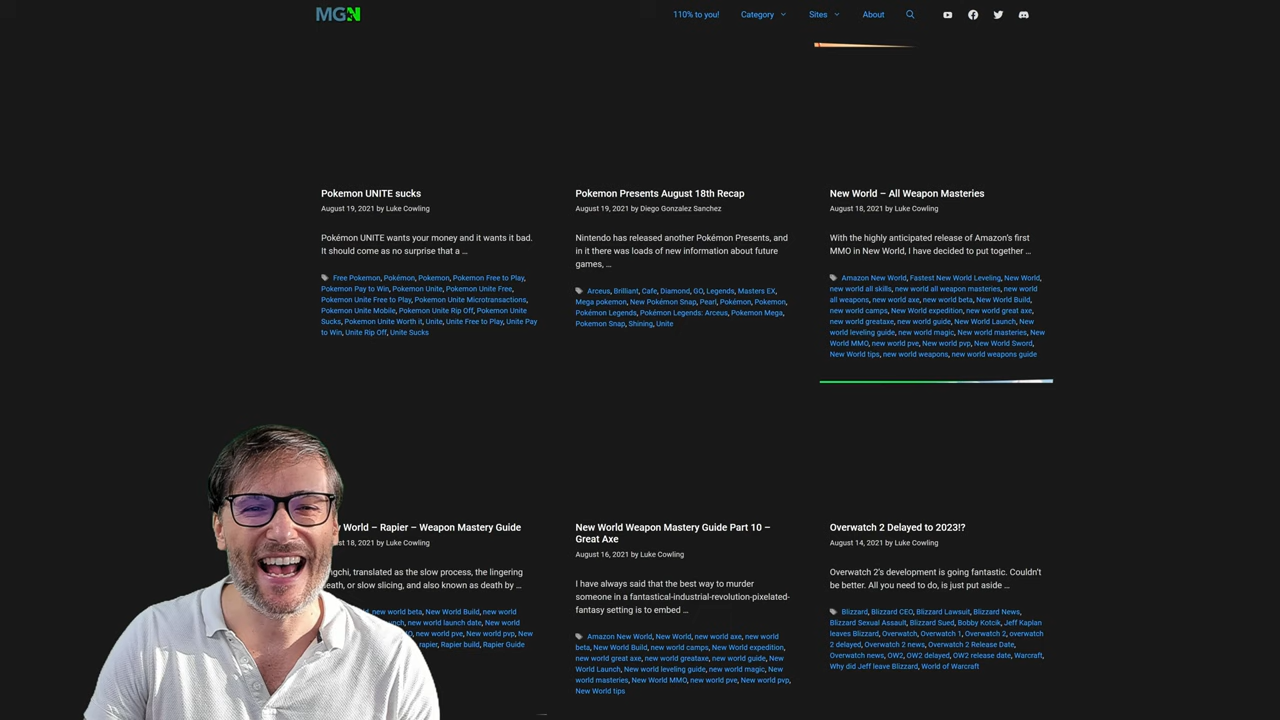 MGN
110% to you!
Category
Sites
About
Pokemon UNITE sucks
August 19, 2021 by Luke Cowling
Pokémon UNITE wants your money and it wants it bad.
It should come as no surprise that a ...
Free Pokemon, Pokémon, Pokemon, Pokemon Free to Play,
Pokemon Pay to Win, Pokemon Unite, Pokemon Unite Free,
Pokemon Unite Free to Play, Pokemon Unite Microtransactions,
Pokemon Unite Mobile, Pokemon Unite Rip Off, Pokemon Unite
Sucks, Pokemon Unite Worth it, Unite, Unite Free to Play, Unite Pay
to Win, Unite Rip Off, Unite Sucks
Pokemon Presents August 18th Recap
August 19, 2021 by Diego Gonzalez Sanchez
Nintendo has released another Pokémon Presents, and
in it there was loads of new information about future
games, ...
Arceus, Brilliant, Cafe, Diamond, GO, Legends, Masters EX,
Mega pokemon, New Pokémon Snap, Pearl, Pokémon, Pokemon,
Pokémon Legends, Pokémon Legends: Arceus, Pokemon Mega,
Pokemon Snap, Shining, Unite
New World – All Weapon Masteries
August 18, 2021 by Luke Cowling
With the highly anticipated release of Amazon's first
MMO in New World, I have decided to put together ...
Amazon New World, Fastest New World Leveling, New World,
new world all skills, new world all weapon masteries, new world
all weapons, new world axe, new world beta, New World Build,
new world camps, New World expedition, new world great axe,
new world greataxe, new world guide, New World Launch, New
world leveling guide, new world magic, New World masteries, New
World MMO, new world pve, New world pvp, New World Sword,
New World tips, new world weapons, new world weapons guide
World – Rapier – Weapon Mastery Guide
18, 2021 by Luke Cowling
translated as the slow process, the lingering
or slow slicing, and also known as death by ...
new world beta, New World Build, new world
new world launch date, New World
new world pve, New world pvp, New
rapier, Rapier build, Rapier Guide
New World Weapon Mastery Guide Part 10 –
Great Axe
August 16, 2021 by Luke Cowling
I have always said that the best way to murder
someone in a fantastical-industrial-revolution-pixelated-
fantasy setting is to embed ...
Amazon New World, New World, new world axe, new world
beta, New World Build, new world camps, New World expedition,
new world great axe, new world greataxe, new world guide, New
World Launch, New world leveling guide, new world magic, New
world masteries, New World MMO, new world pve, New world pvp,
New World tips
Overwatch 2 Delayed to 2023!?
August 14, 2021 by Luke Cowling
Overwatch 2's development is going fantastic. Couldn't
be better. All you need to do, is just put aside ...
Blizzard, Blizzard CEO, Blizzard Lawsuit, Blizzard News,
Blizzard Sexual Assault, Blizzard Sued, Bobby Kotcik, Jeff Kaplan
leaves Blizzard, Overwatch, Overwatch 1, Overwatch 2, overwatch
2 delayed, Overwatch 2 news, Overwatch 2 Release Date,
Overwatch news, OW2, OW2 delayed, OW2 release date, Warcraft,
Why did Jeff leave Blizzard, World of Warcraft